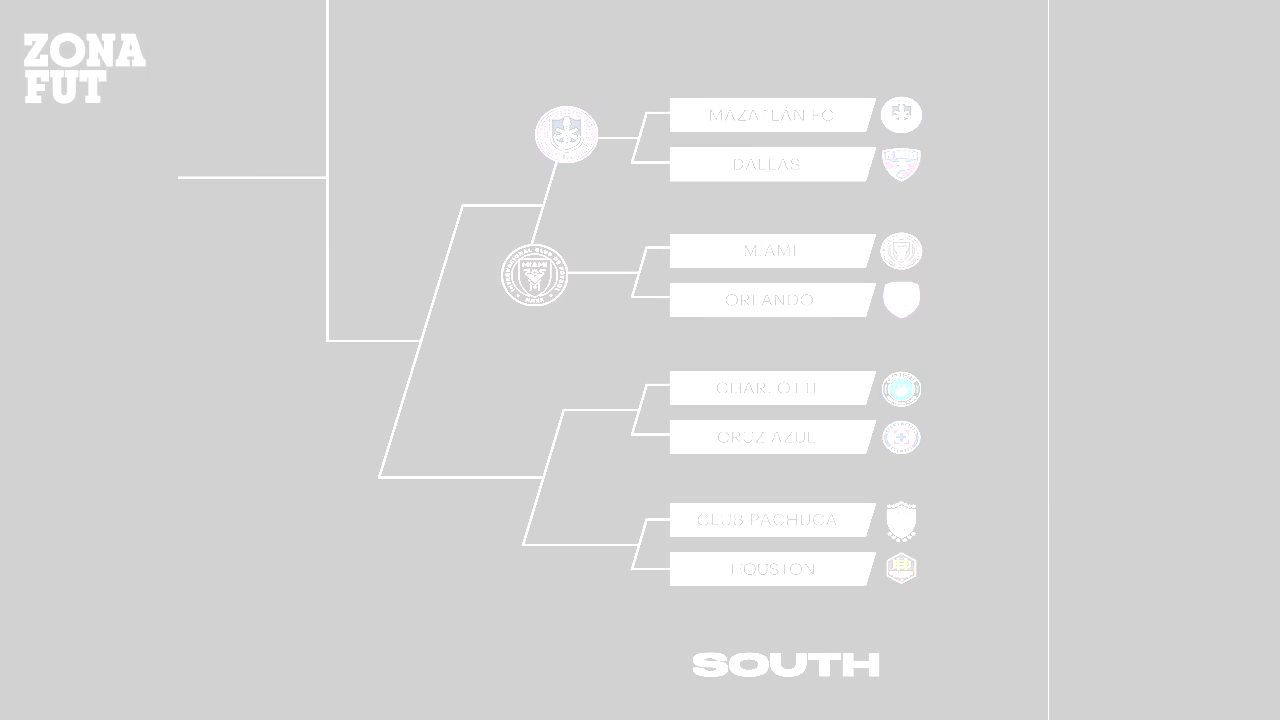 ZONA
FUT
MAZATLÁN FC
DALLAS
MIAMI
ORLANDO
CHARLOTTE
CRUZ AZUL
CLUB PACHUCA
HOUSTON
SOUTH